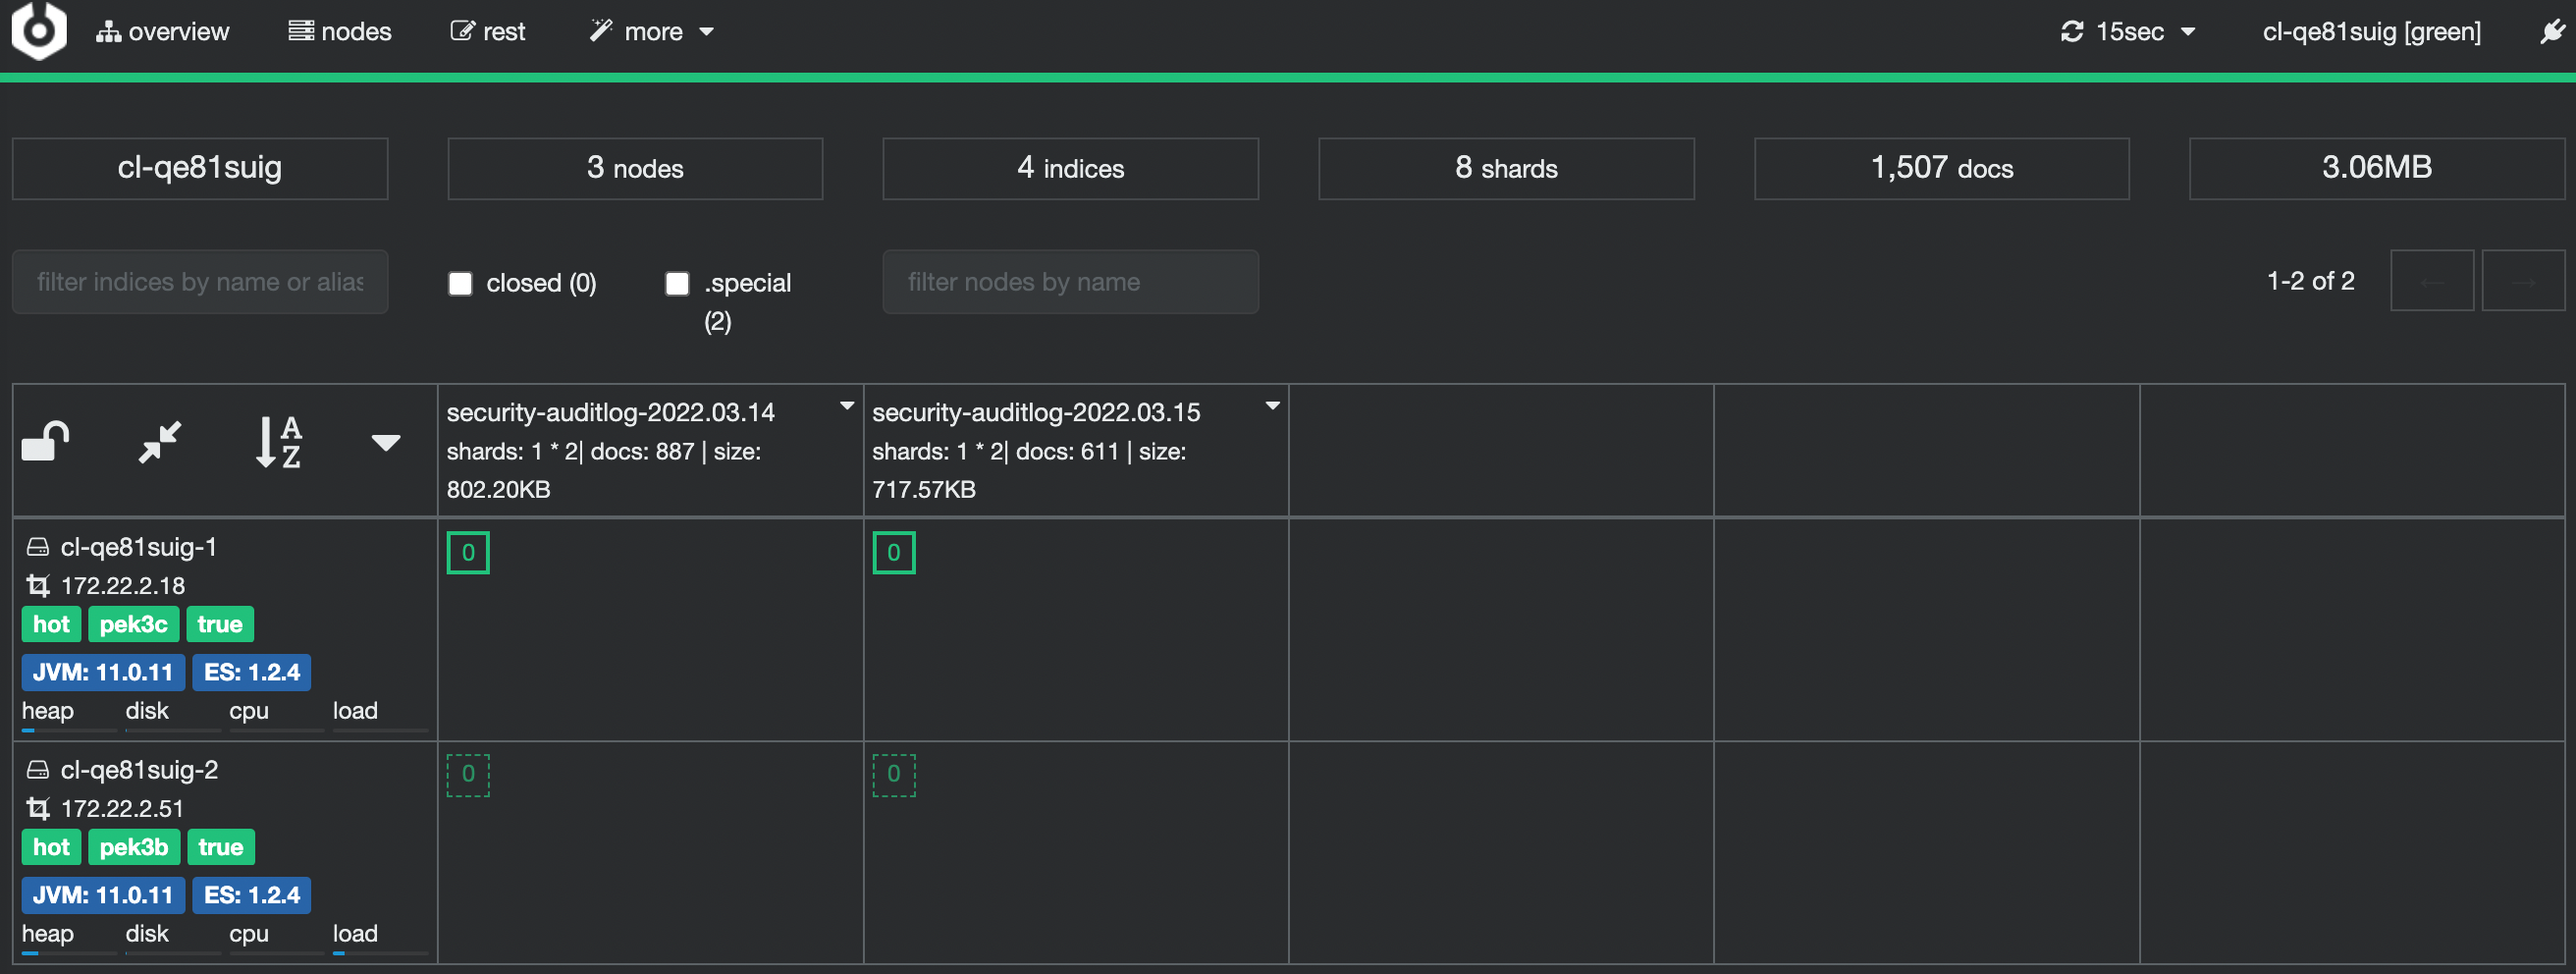 overview nodes rest more 15sec cl-qe81suig [green]
cl-qe81suig 3 nodes 4 indices 8 shards 1,507 docs 3.06MB
filter indices by name or alias closed (0) .special (2) filter nodes by name 1-2 of 2 ← →
A Z
security-auditlog-2022.03.14
shards: 1 * 2| docs: 887 | size:
802.20KB
security-auditlog-2022.03.15
shards: 1 * 2| docs: 611 | size:
717.57KB
cl-qe81suig-1
172.22.2.18
hot pek3c true
JVM: 11.0.11 ES: 1.2.4
heap disk cpu load
0 0
cl-qe81suig-2
172.22.2.51
hot pek3b true
JVM: 11.0.11 ES: 1.2.4
heap disk cpu load
0 0